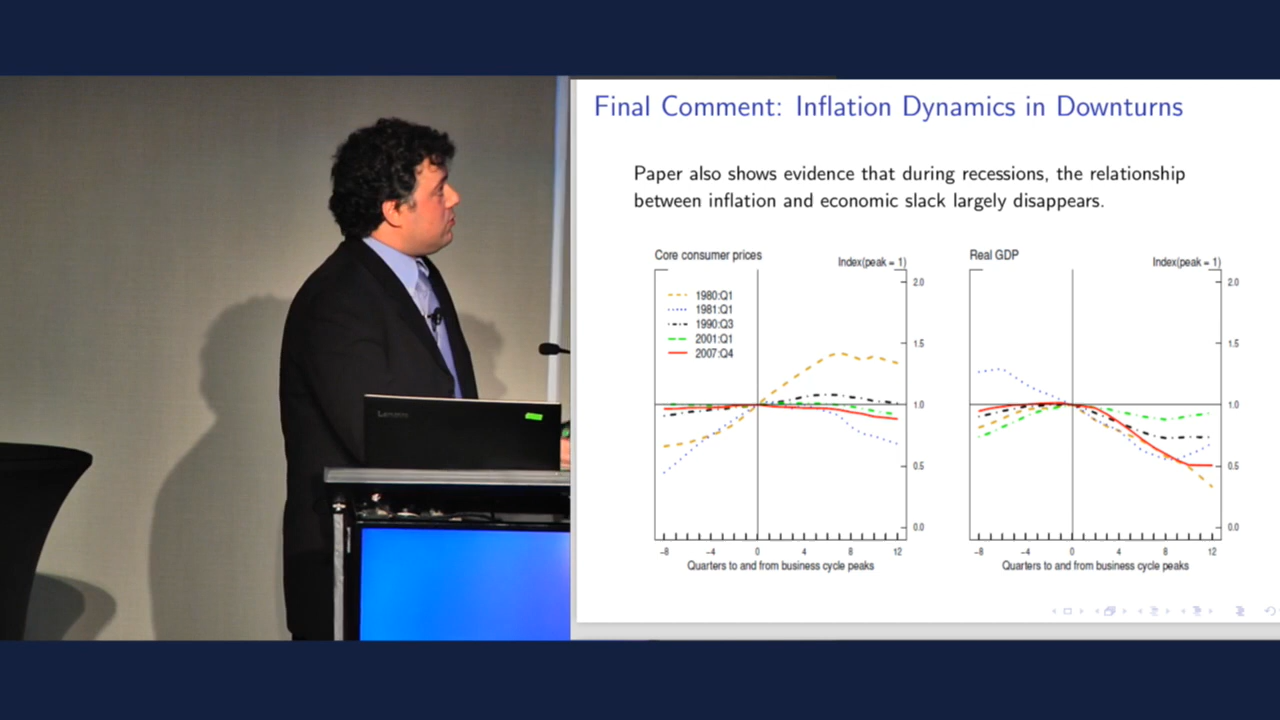 Final Comment: Inflation Dynamics in Downturns
Paper also shows evidence that during recessions, the relationship
between inflation and economic slack largely disappears.
Core consumer prices
Index(peak = 1)
2.0
1.5
1.0
0.5
0.0
1980:Q1
1981:Q1
1990:Q3
2001:Q1
2007:Q4
-8 -4 0 4 8 12
Quarters to and from business cycle peaks
Real GDP
Index(peak = 1)
2.0
1.5
1.0
0.5
0.0
-8 -4 0 4 8 12
Quarters to and from business cycle peaks
Lenovo